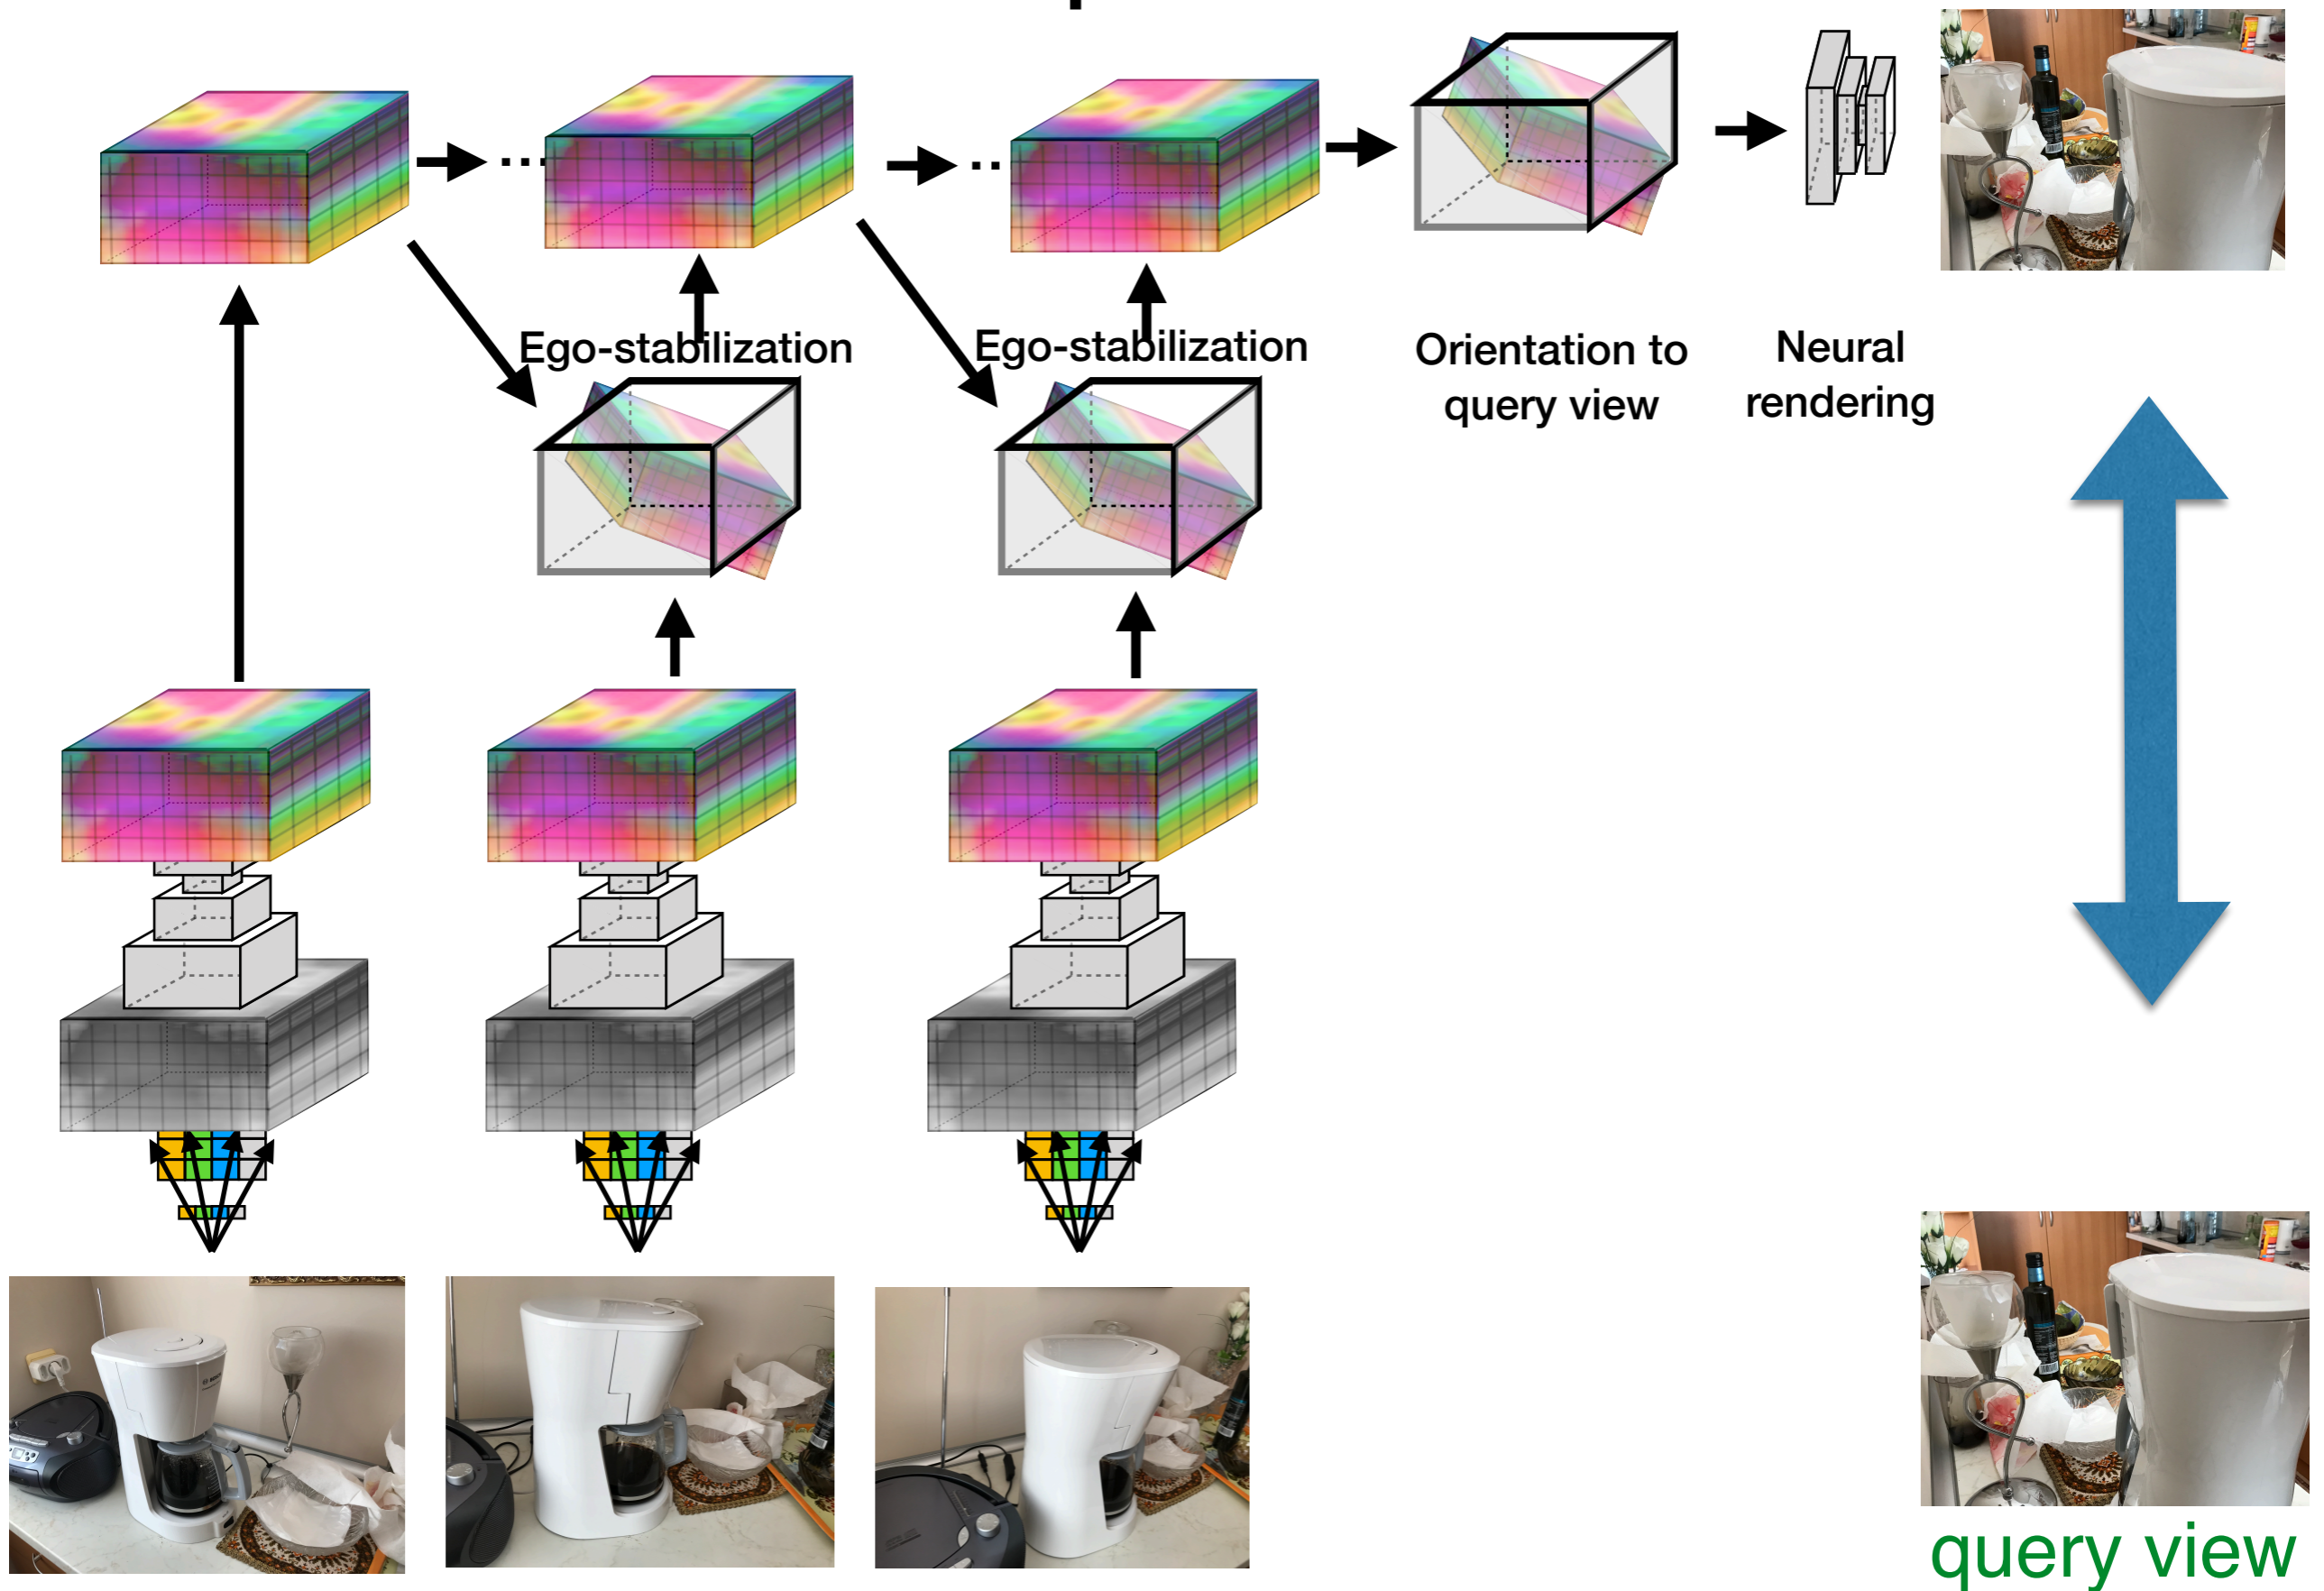 Ego-stabilization
Ego-stabilization
Orientation to
query view
Neural
rendering
query view